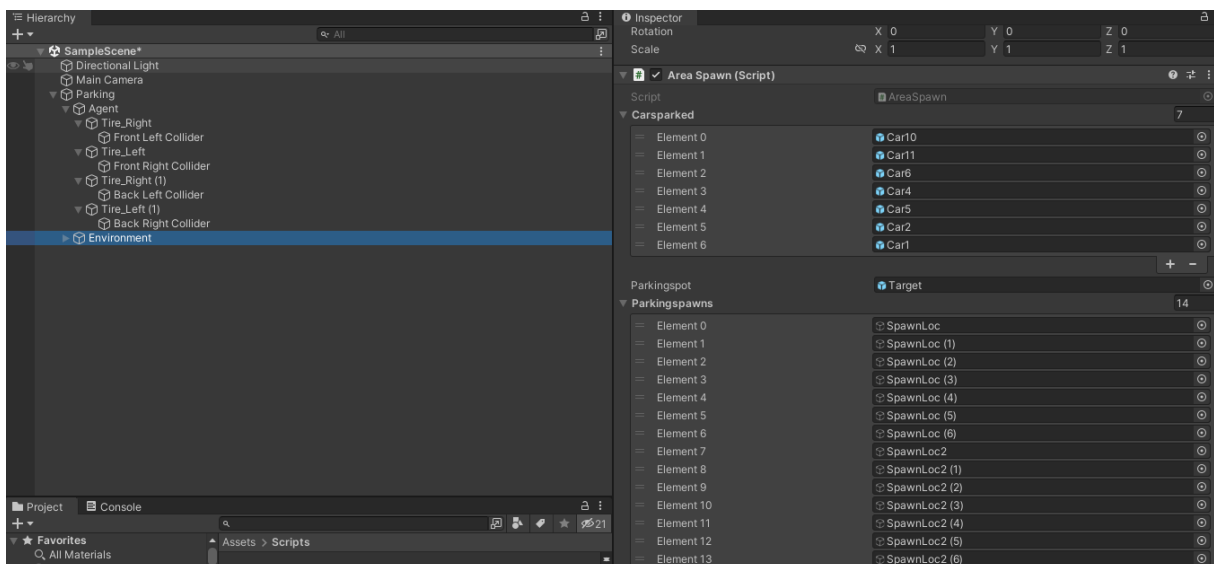 Hierarchy
All
SampleScene*
Directional Light
Main Camera
Parking
Agent
Tire_Right
Front Left Collider
Tire_Left
Front Right Collider
Tire_Right (1)
Back Left Collider
Tire_Left (1)
Back Right Collider
Environment
Project
Console
21
Favorites
All Materials
Assets > Scripts
Inspector
Rotation X 0 Y 0 Z 0
Scale X 1 Y 1 Z 1
# Area Spawn (Script)
Script AreaSpawn
Carsparked 7
Element 0 Car10
Element 1 Car11
Element 2 Car6
Element 3 Car4
Element 4 Car5
Element 5 Car2
Element 6 Car1
Parkingspot Target
Parkingspawns 14
Element 0 SpawnLoc
Element 1 SpawnLoc (1)
Element 2 SpawnLoc (2)
Element 3 SpawnLoc (3)
Element 4 SpawnLoc (4)
Element 5 SpawnLoc (5)
Element 6 SpawnLoc (6)
Element 7 SpawnLoc2
Element 8 SpawnLoc2 (1)
Element 9 SpawnLoc2 (2)
Element 10 SpawnLoc2 (3)
Element 11 SpawnLoc2 (4)
Element 12 SpawnLoc2 (5)
Element 13 SpawnLoc2 (6)